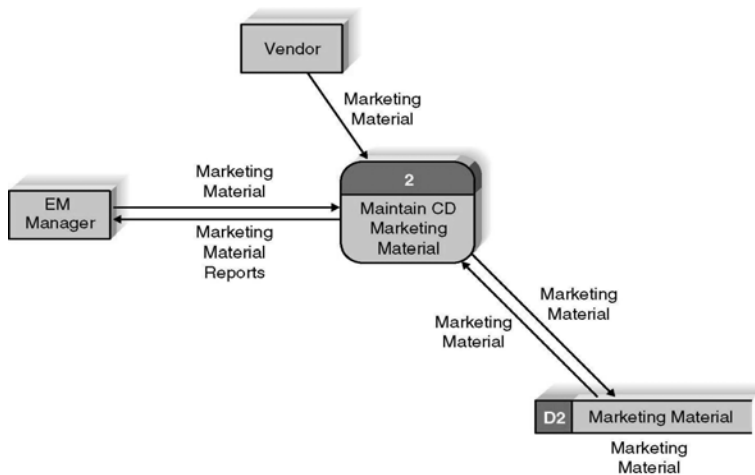 Vendor
Marketing
Material
Marketing
Material
2
EM
Manager
Maintain CD
Marketing
Material
Marketing
Material
Reports
Marketing
Material
Marketing
Material
D2 Marketing Material
Marketing
Material